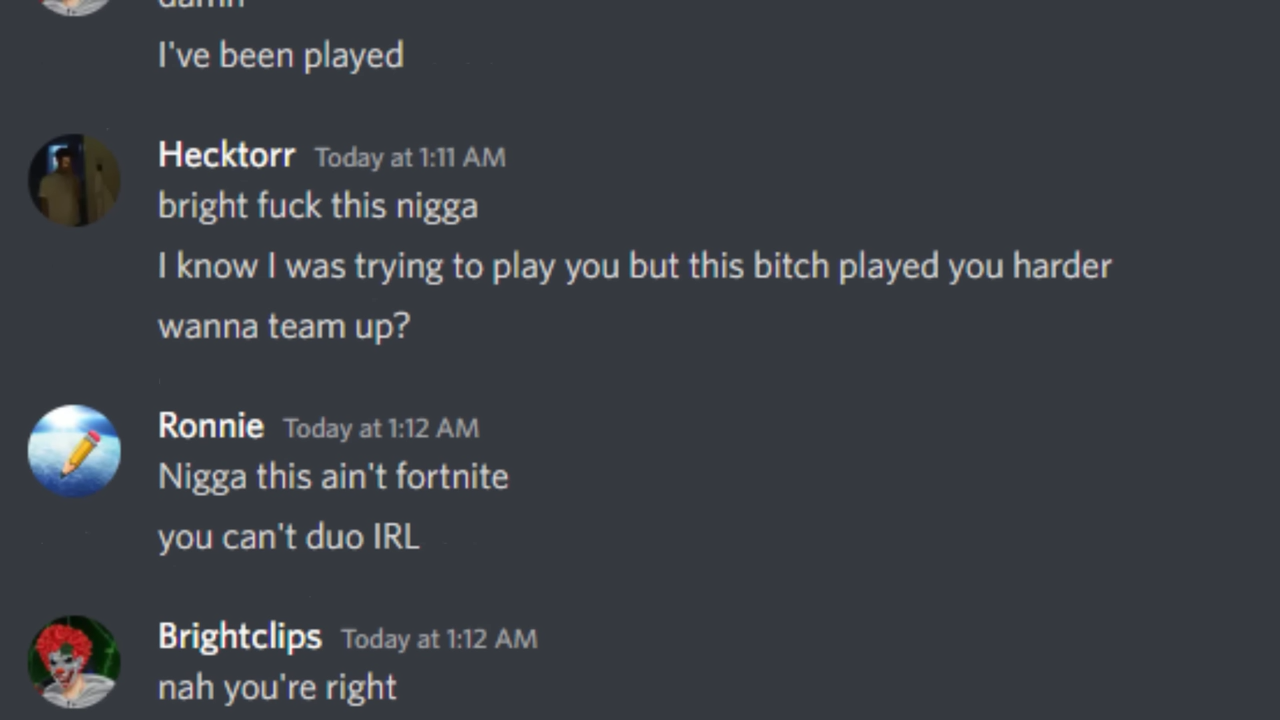 damn
I've been played
Hecktorr Today at 1:11 AM
bright fuck this nigga
I know I was trying to play you but this bitch played you harder
wanna team up?
Ronnie Today at 1:12 AM
Nigga this ain't fortnite
you can't duo IRL
Brightclips Today at 1:12 AM
nah you're right